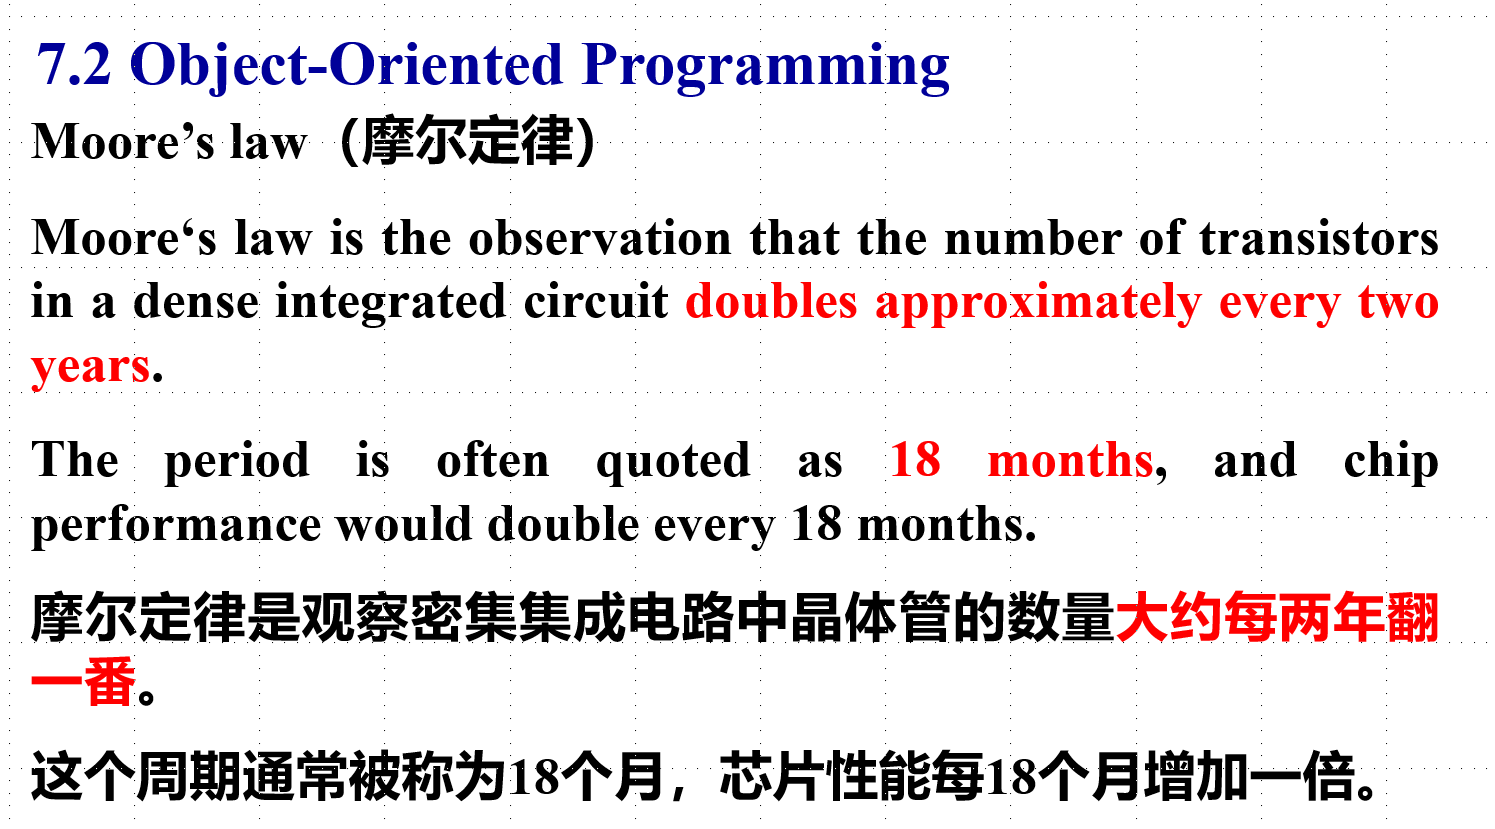 7.2 Object-Oriented Programming
Moore’s law（摩尔定律）
Moore‘s law is the observation that the number of transistors
in a dense integrated circuit doubles approximately every two
years.
The period is often quoted as 18 months, and chip
performance would double every 18 months.
摩尔定律是观察密集集成电路中晶体管的数量大约每两年翻
一番。
这个周期通常被称为18个月，芯片性能每18个月增加一倍。